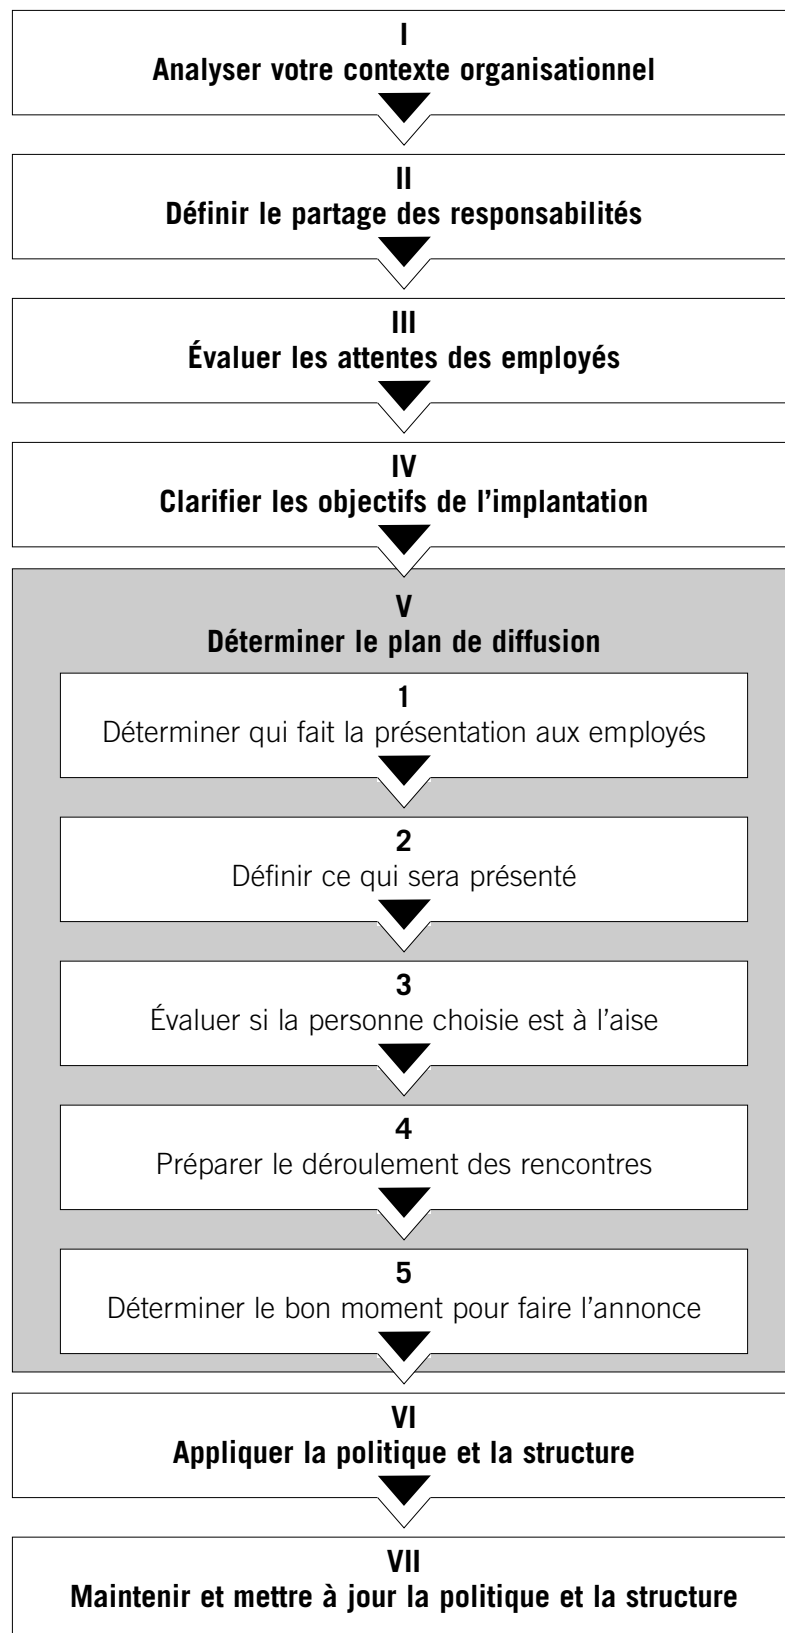 I
Analyser votre contexte organisationnel
II
Définir le partage des responsabilités
III
Évaluer les attentes des employés
IV
Clarifier les objectifs de l’implantation
V
Déterminer le plan de diffusion
1
Déterminer qui fait la présentation aux employés
2
Définir ce qui sera présenté
3
Évaluer si la personne choisie est à l’aise
4
Préparer le déroulement des rencontres
5
Déterminer le bon moment pour faire l’annonce
VI
Appliquer la politique et la structure
VII
Maintenir et mettre à jour la politique et la structure